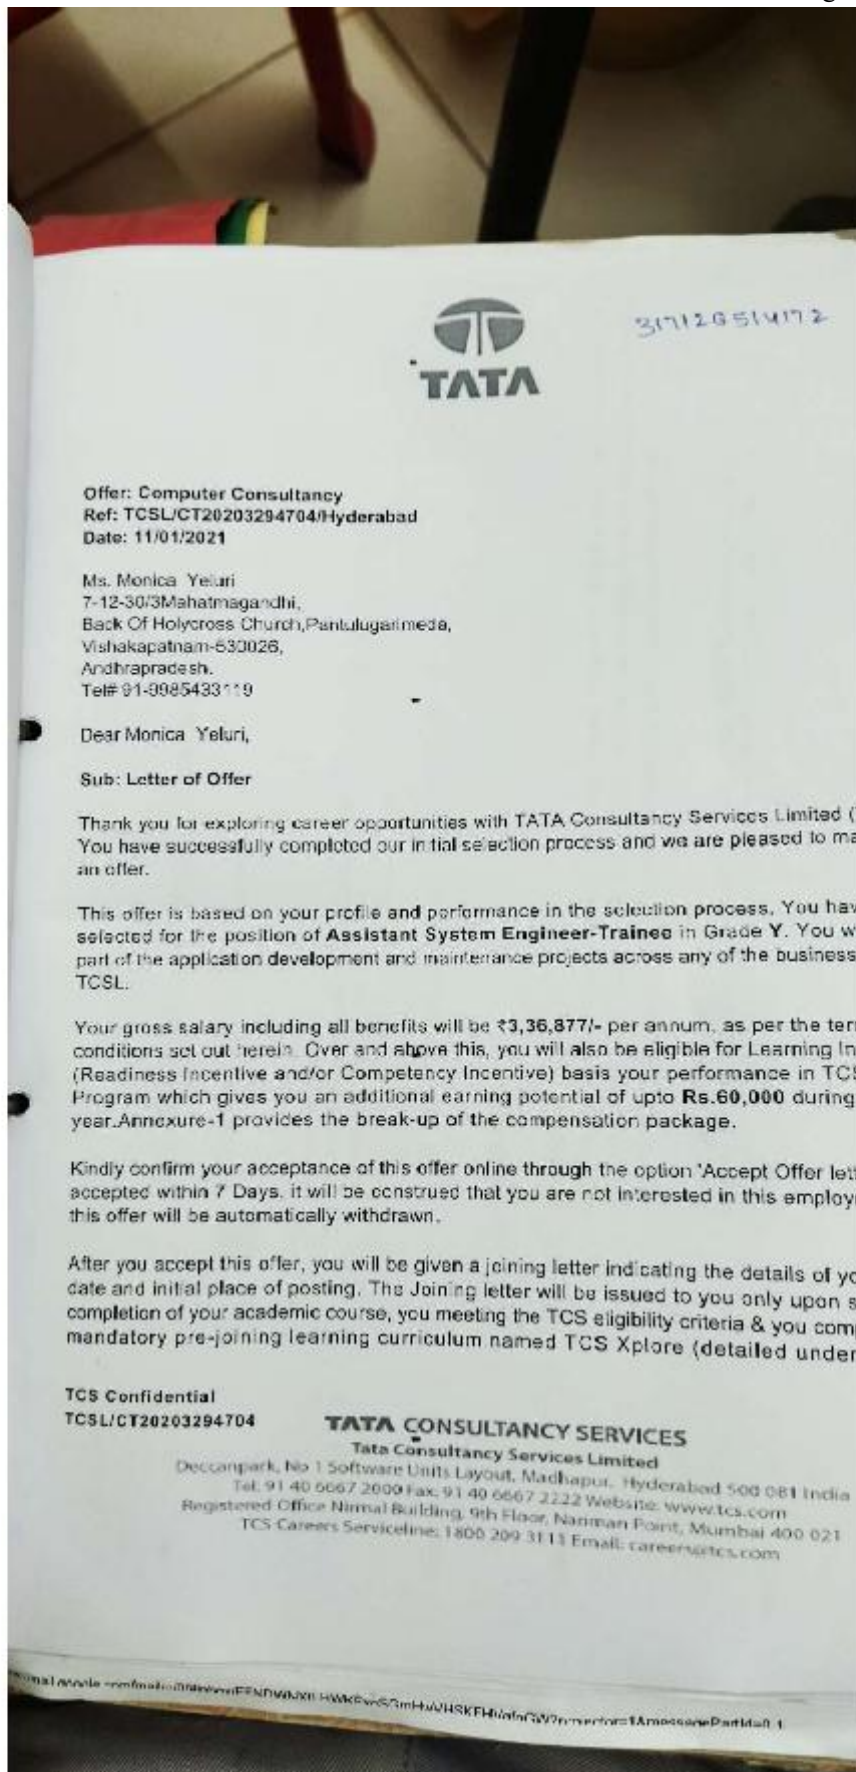 317126514172
TATA
Offer: Computer Consultancy
Ref: TCSL/CT20203294704/Hyderabad
Date: 11/01/2021
Ms. Monica Yeluri
7-12-30/3Mahatmagandhi,
Back Of Holycross Church,Pantulugarimeda,
Vishakapatnam-530026,
Andhrapradesh.
Tel# 91-9985433119
Dear Monica Yeluri,
Sub: Letter of Offer
Thank you for exploring career opportunities with TATA Consultancy Services Limited (
You have successfully completed our initial selection process and we are pleased to ma
an offer.
This offer is based on your profile and performance in the selection process. You hav
selected for the position of Assistant System Engineer-Trainee in Grade Y. You w
part of the application development and maintenance projects across any of the business
TCSL.
Your gross salary including all benefits will be ₹3,36,877/- per annum, as per the ter
conditions set out herein. Over and above this, you will also be eligible for Learning In
(Readiness Incentive and/or Competency Incentive) basis your performance in TCS
Program which gives you an additional earning potential of upto Rs.60,000 during
year.Annexure-1 provides the break-up of the compensation package.
Kindly confirm your acceptance of this offer online through the option 'Accept Offer lett
accepted within 7 Days, it will be construed that you are not interested in this employ
this offer will be automatically withdrawn.
After you accept this offer, you will be given a joining letter indicating the details of yo
date and initial place of posting. The Joining letter will be issued to you only upon s
completion of your academic course, you meeting the TCS eligibility criteria & you com
mandatory pre-joining learning curriculum named TCS Xplore (detailed under
TCS Confidential
TCSL/CT20203294704
TATA CONSULTANCY SERVICES
Tata Consultancy Services Limited
Deccanpark, No 1 Software Units Layout, Madhapur, Hyderabad 500 081 India
Tel: 91 40 6667 2000 Fax: 91 40 6667 2222 Website: www.tcs.com
Registered Office Nirmal Building, 9th Floor, Nariman Point, Mumbai 400 021
TCS Careers Serviceline: 1800 209 3111 Email: careers@tcs.com